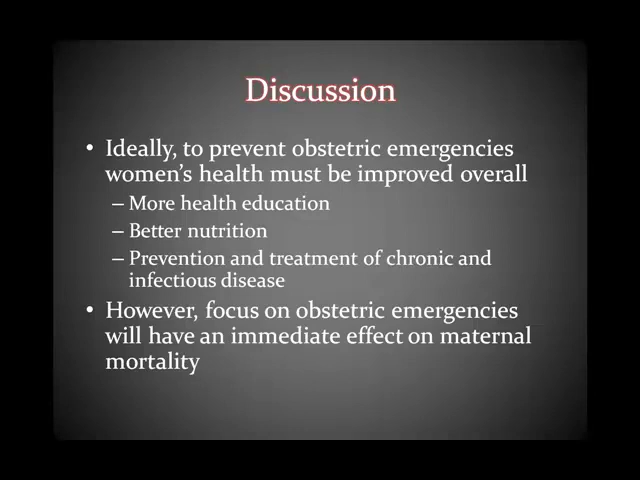 Discussion
• Ideally, to prevent obstetric emergencies
women's health must be improved overall
– More health education
– Better nutrition
– Prevention and treatment of chronic and
infectious disease
• However, focus on obstetric emergencies
will have an immediate effect on maternal
mortality